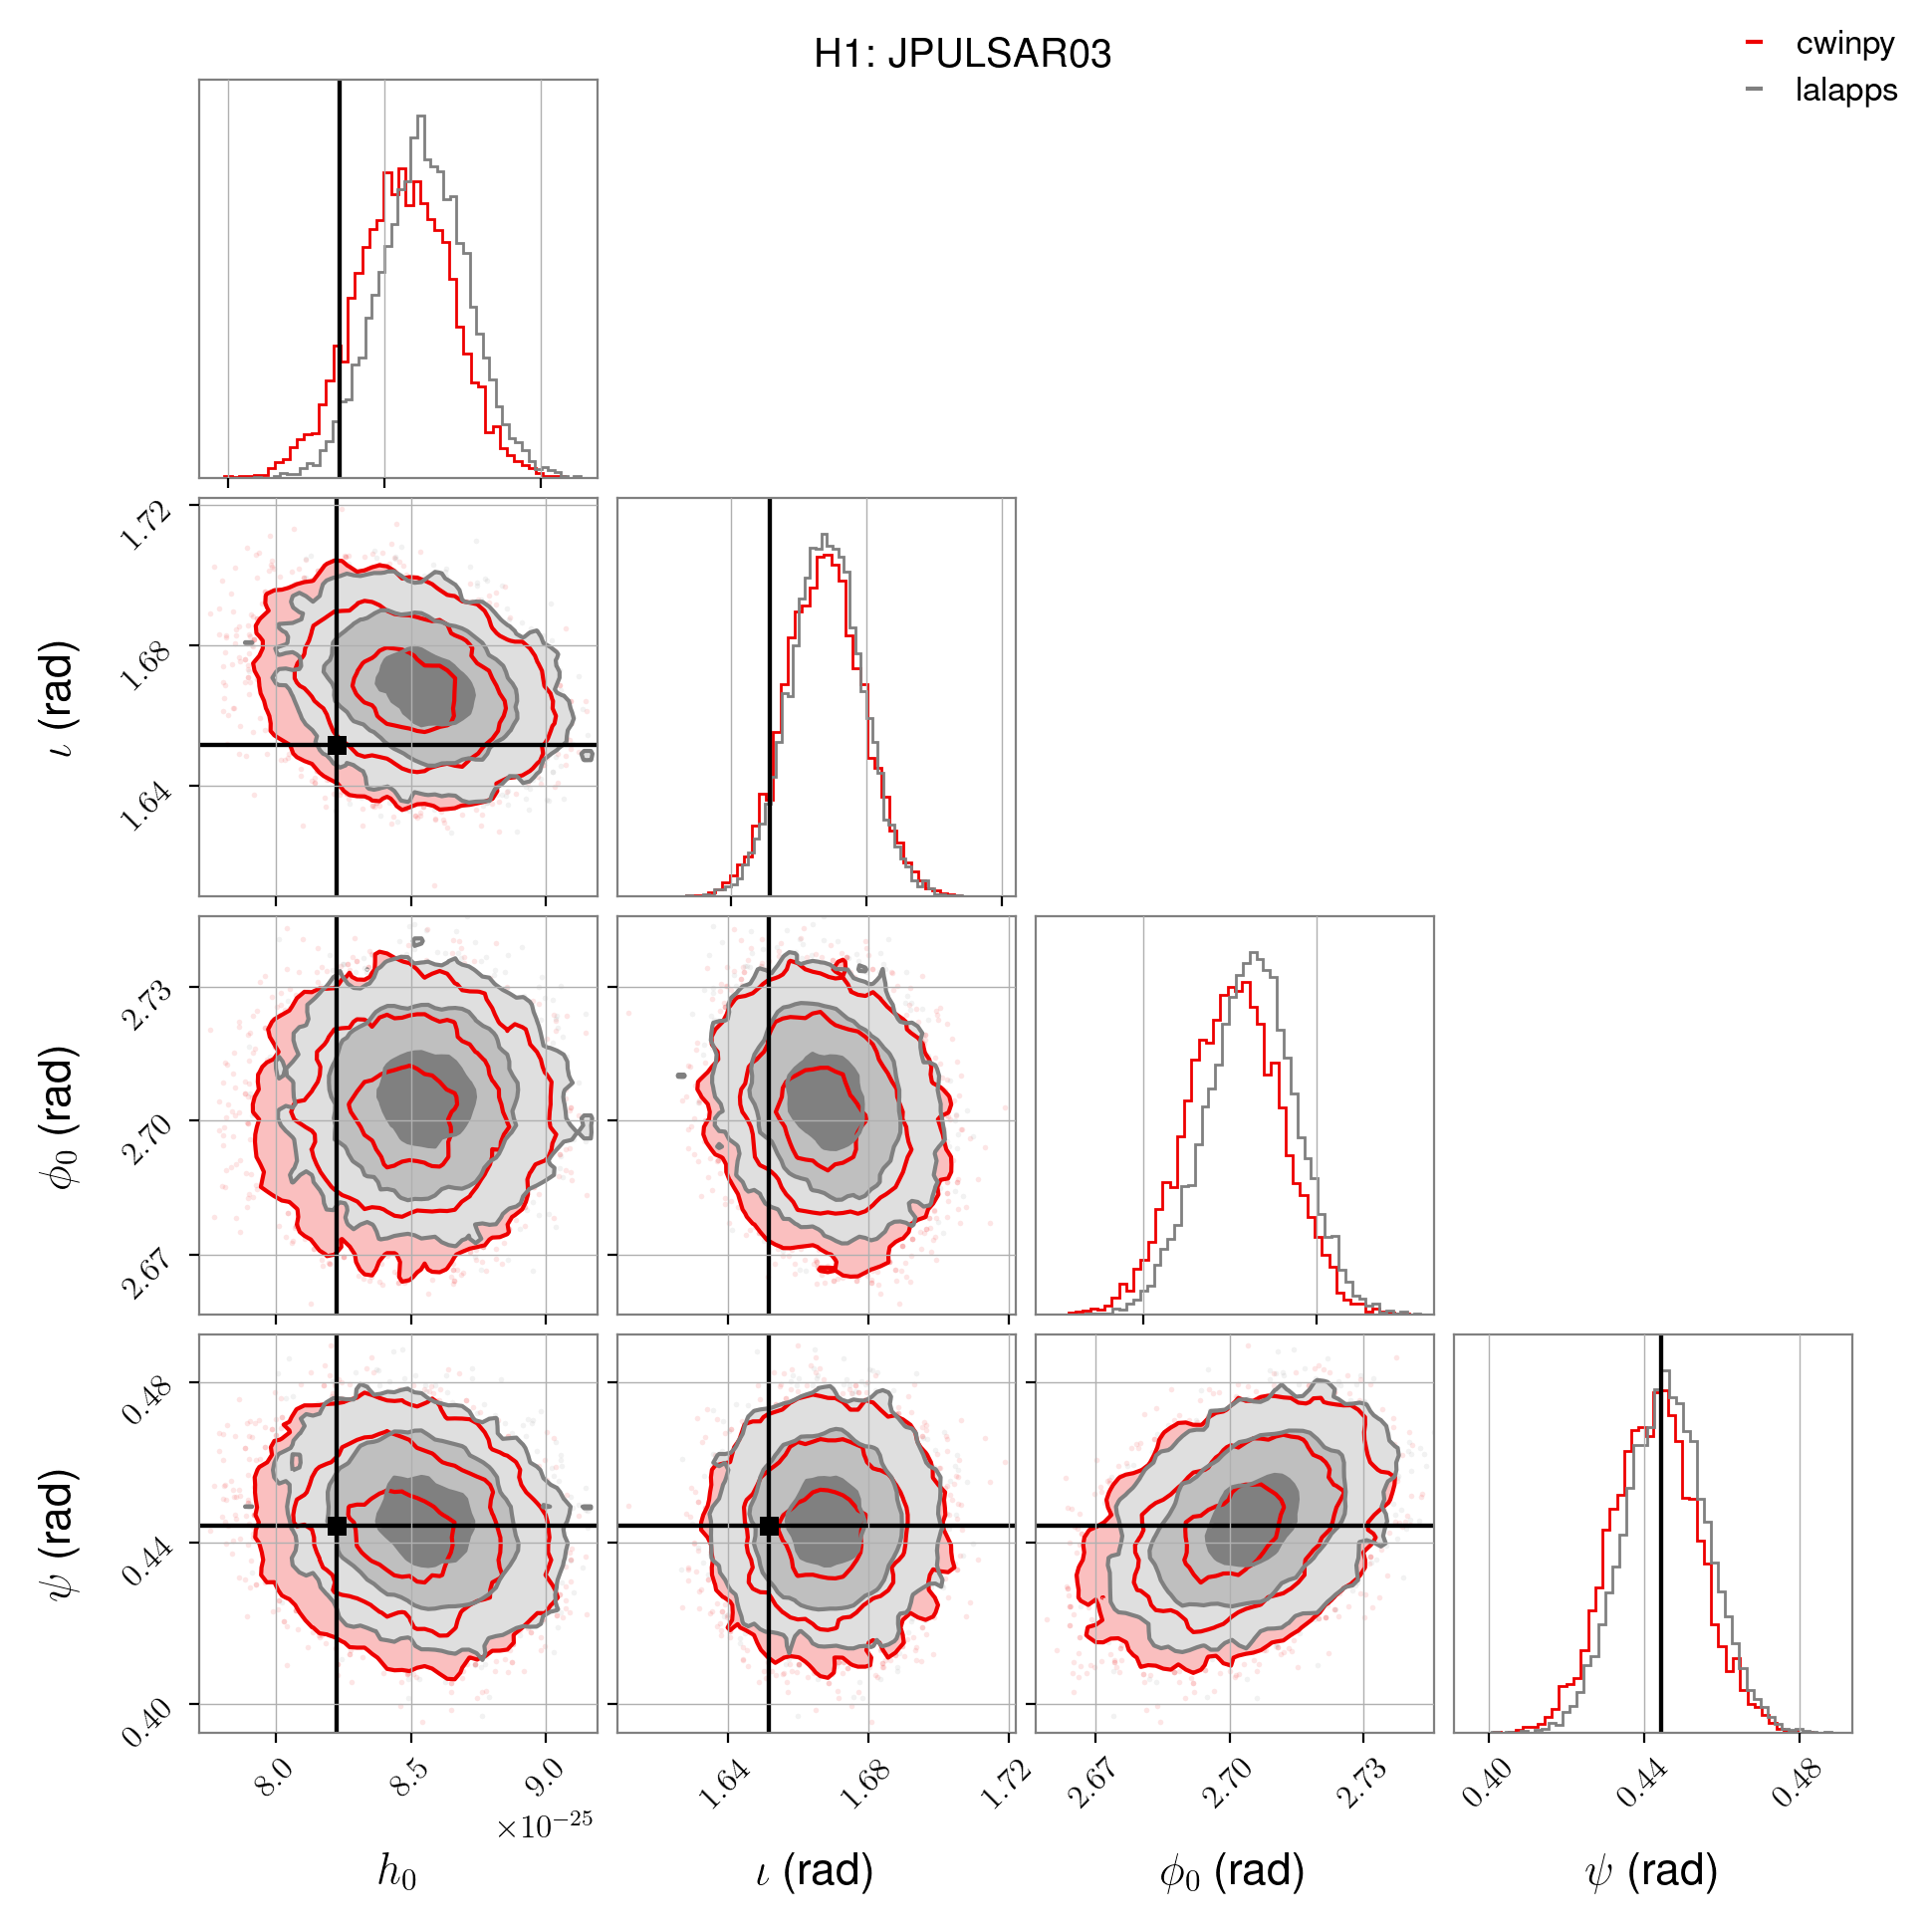 H1: JPULSAR03
cwinpy
lalapps
1.72
1.68
1.64
ι (rad)
2.73
2.70
2.67
ϕ₀ (rad)
0.48
0.44
0.40
ψ (rad)
8.0 8.5 9.0 1.64 1.68 1.72 2.67 2.70 2.73 0.40 0.44 0.48
×10⁻²⁵
h₀ ι (rad) ϕ₀ (rad) ψ (rad)